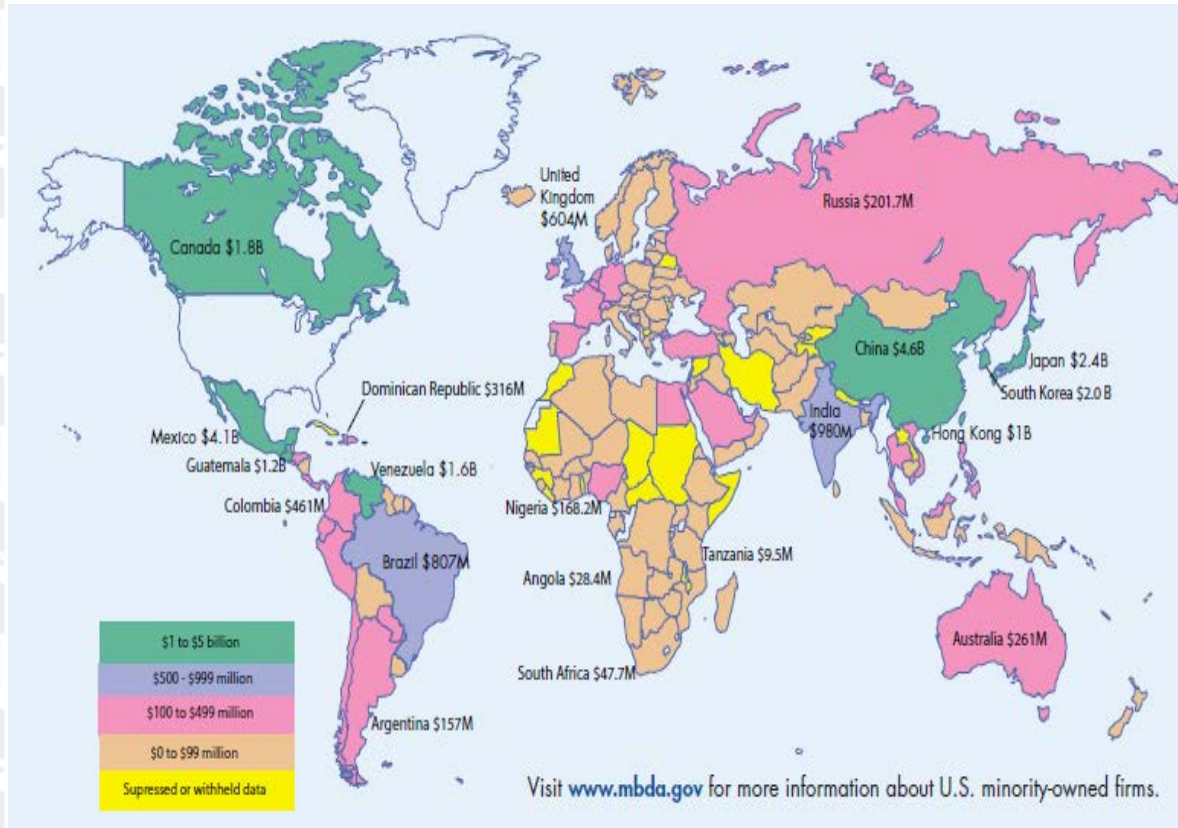 United
Kingdom
$604M
Russia $201.7M
Canada $1.8B
China $4.6B
Japan $2.4B
South Korea $2.0 B
Dominican Republic $316M
India
$980M
Mexico $4.1B
Hong Kong $1B
Guatemala $1.2B
Venezuela $1.6B
Colombia $461M
Nigeria $168.2M
Tanzania $9.5M
Brazil $807M
Angola $28.4M
Australia $261M
South Africa $47.7M
Argentina $157M
$1 to $5 billion
$500 - $999 million
$100 to $499 million
$0 to $99 million
Supressed or withheld data
Visit www.mbda.gov for more information about U.S. minority-owned firms.